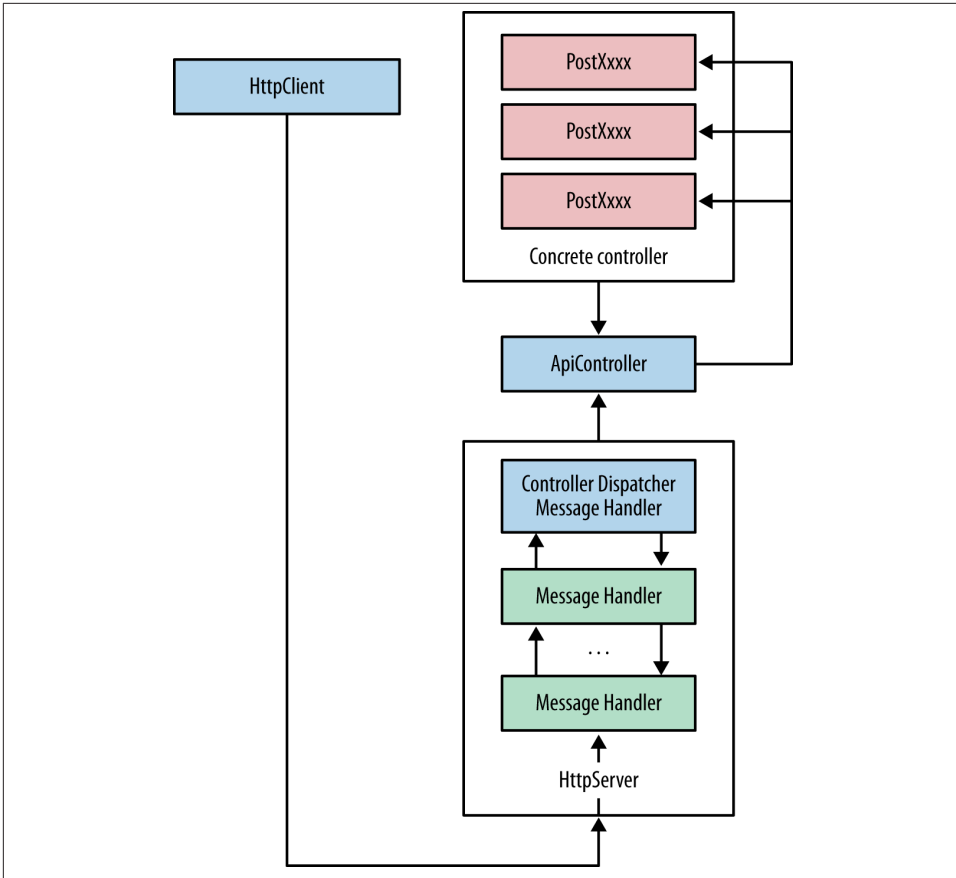 HttpClient
PostXxxx
PostXxxx
PostXxxx
Concrete controller
ApiController
Controller Dispatcher
Message Handler
Message Handler
...
Message Handler
HttpServer